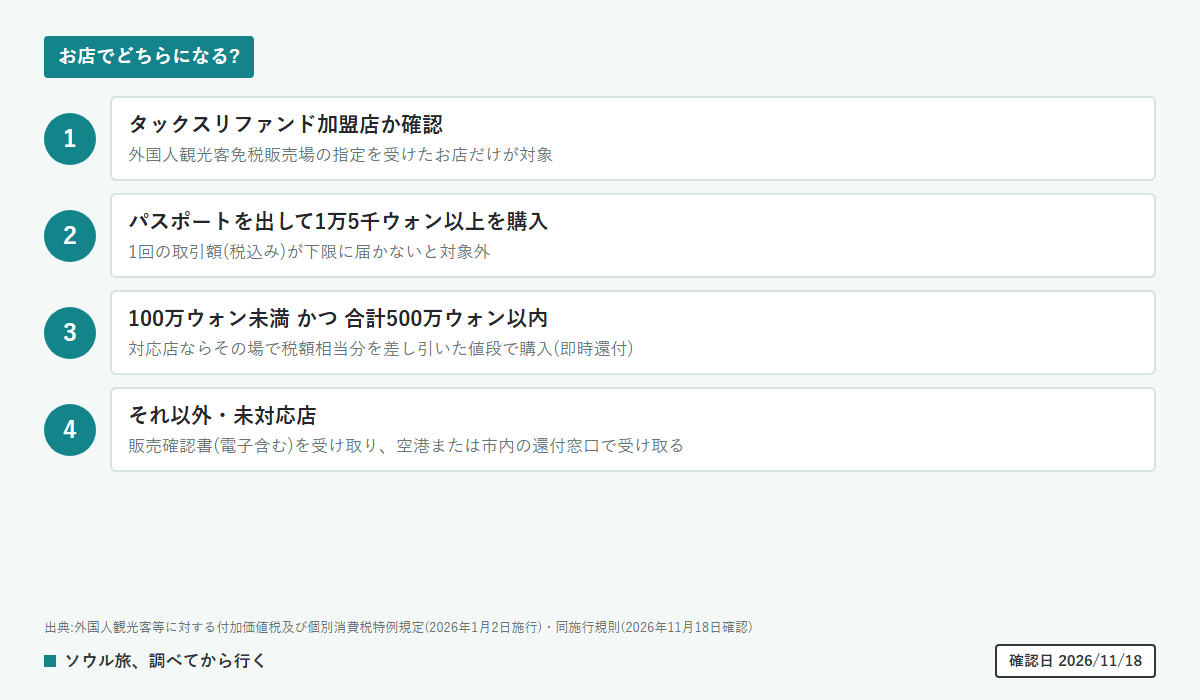 お店でどちらになる?
1
タックスリファンド加盟店か確認
外国人観光客免税販売場の指定を受けたお店だけが対象
2
パスポートを出して1万5千ウォン以上を購入
1回の取引額(税込み)が下限に届かないと対象外
3
100万ウォン未満 かつ 合計500万ウォン以内
対応店ならその場で税額相当分を差し引いた値段で購入(即時還付)
4
それ以外・未対応店
販売確認書(電子含む)を受け取り、空港または市内の還付窓口で受け取る
出典:外国人観光客等に対する付加価値税及び個別消費税特例規定(2026年1月2日施行)・同施行規則(2026年11月18日確認)
ソウル旅、調べてから行く
確認日 2026/11/18